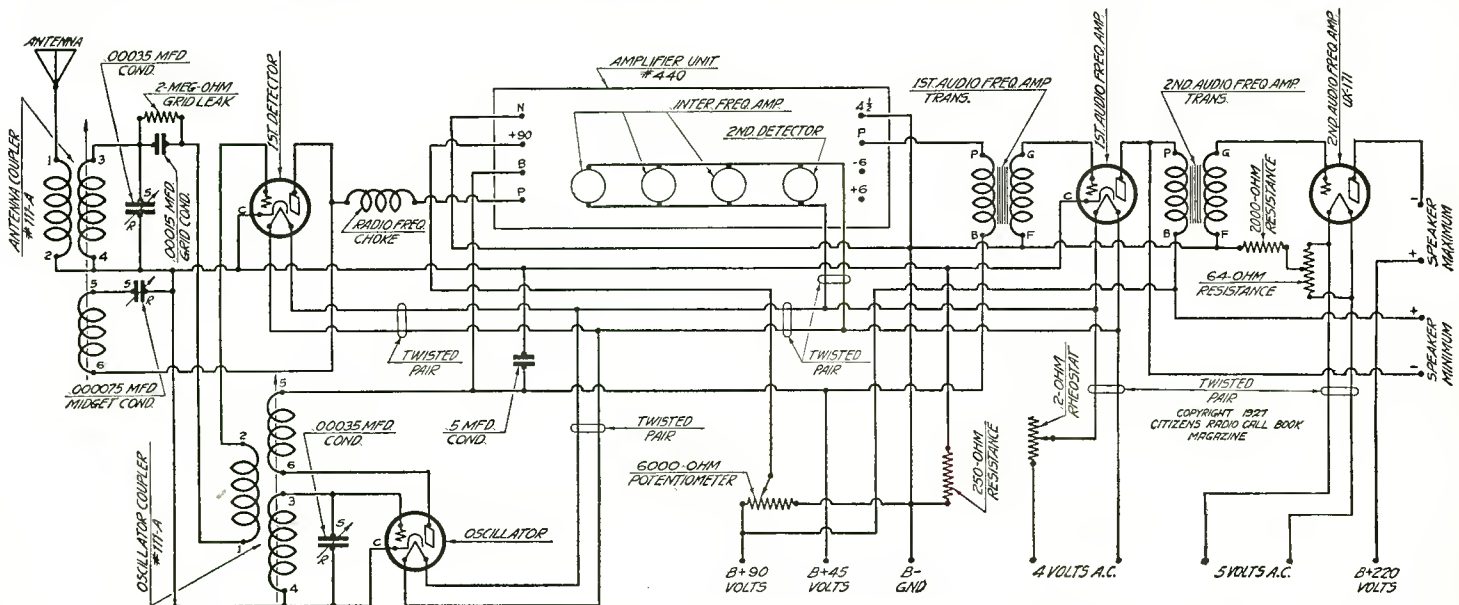 ANTENNA
.00035 MFD.
COND.
2-MEG-OHM
GRID LEAK
1ST. DETECTOR
AMPLIFIER UNIT
#440
INTER. FREQ. AMP.
2ND. DETECTOR
N
+90
B
P
4½
P
-6
+6
1ST. AUDIO FREQ. AMP.
TRANS.
1ST. AUDIO FREQ. AMP.
2ND. AUDIO FREQ. AMP.
TRANS.
2ND. AUDIO FREQ. AMP.
UX-171
ANTENNA COUPLER
#111-A
1
2
3
4
5
6
S
R
.00015 MFD.
GRID COND.
C
RADIO FREQ.
CHOKE
P
G
B
F
C
P
G
B
F
2000-OHM
RESISTANCE
64-OHM
RESISTANCE
-
+
SPEAKER
MAXIMUM
+
-
SPEAKER
MINIMUM
S
R
.000075 MFD.
MIDGET COND.
TWISTED
PAIR
TWISTED
PAIR
TWISTED
PAIR
TWISTED
PAIR
COPYRIGHT 1927
CITIZENS RADIO CALL BOOK
MAGAZINE
.2-OHM
RHEOSTAT
250-OHM
RESISTANCE
6000-OHM
POTENTIOMETER
.5 MFD.
COND.
.00035 MFD.
COND.
OSCILLATOR COUPLER
#111-A
2
1
5
6
3
4
S
R
C
OSCILLATOR
B+90
VOLTS
B+45
VOLTS
B-
GND
4 VOLTS A.C.
5 VOLTS A.C.
B+220
VOLTS